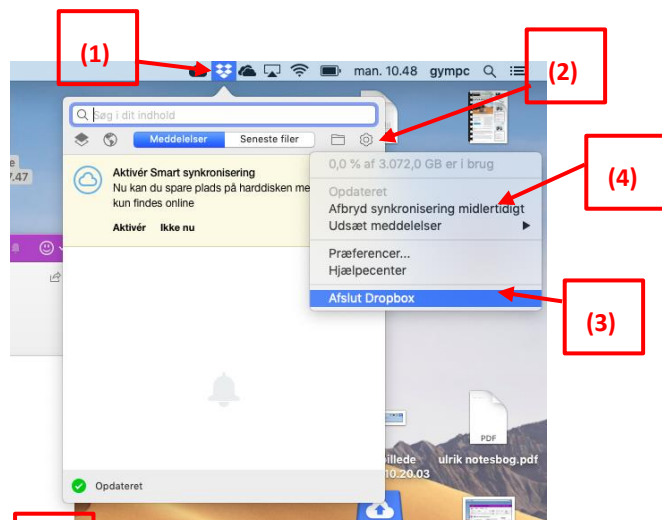 (1)
man. 10.48 gympc
(2)
Søg i dit indhold
Meddelelser Seneste filer
0,0 % af 3.072,0 GB er i brug
7.47
Aktivér Smart synkronisering
Nu kan du spare plads på harddisken me
kun findes online
Aktivér Ikke nu
Opdateret
Afbryd synkronisering midlertidigt
Udsæt meddelelser
(4)
Præferencer...
Hjælpecenter
Afslut Dropbox
(3)
PDF
billede
10.20.03
ulrik notesbog.pdf
Opdateret